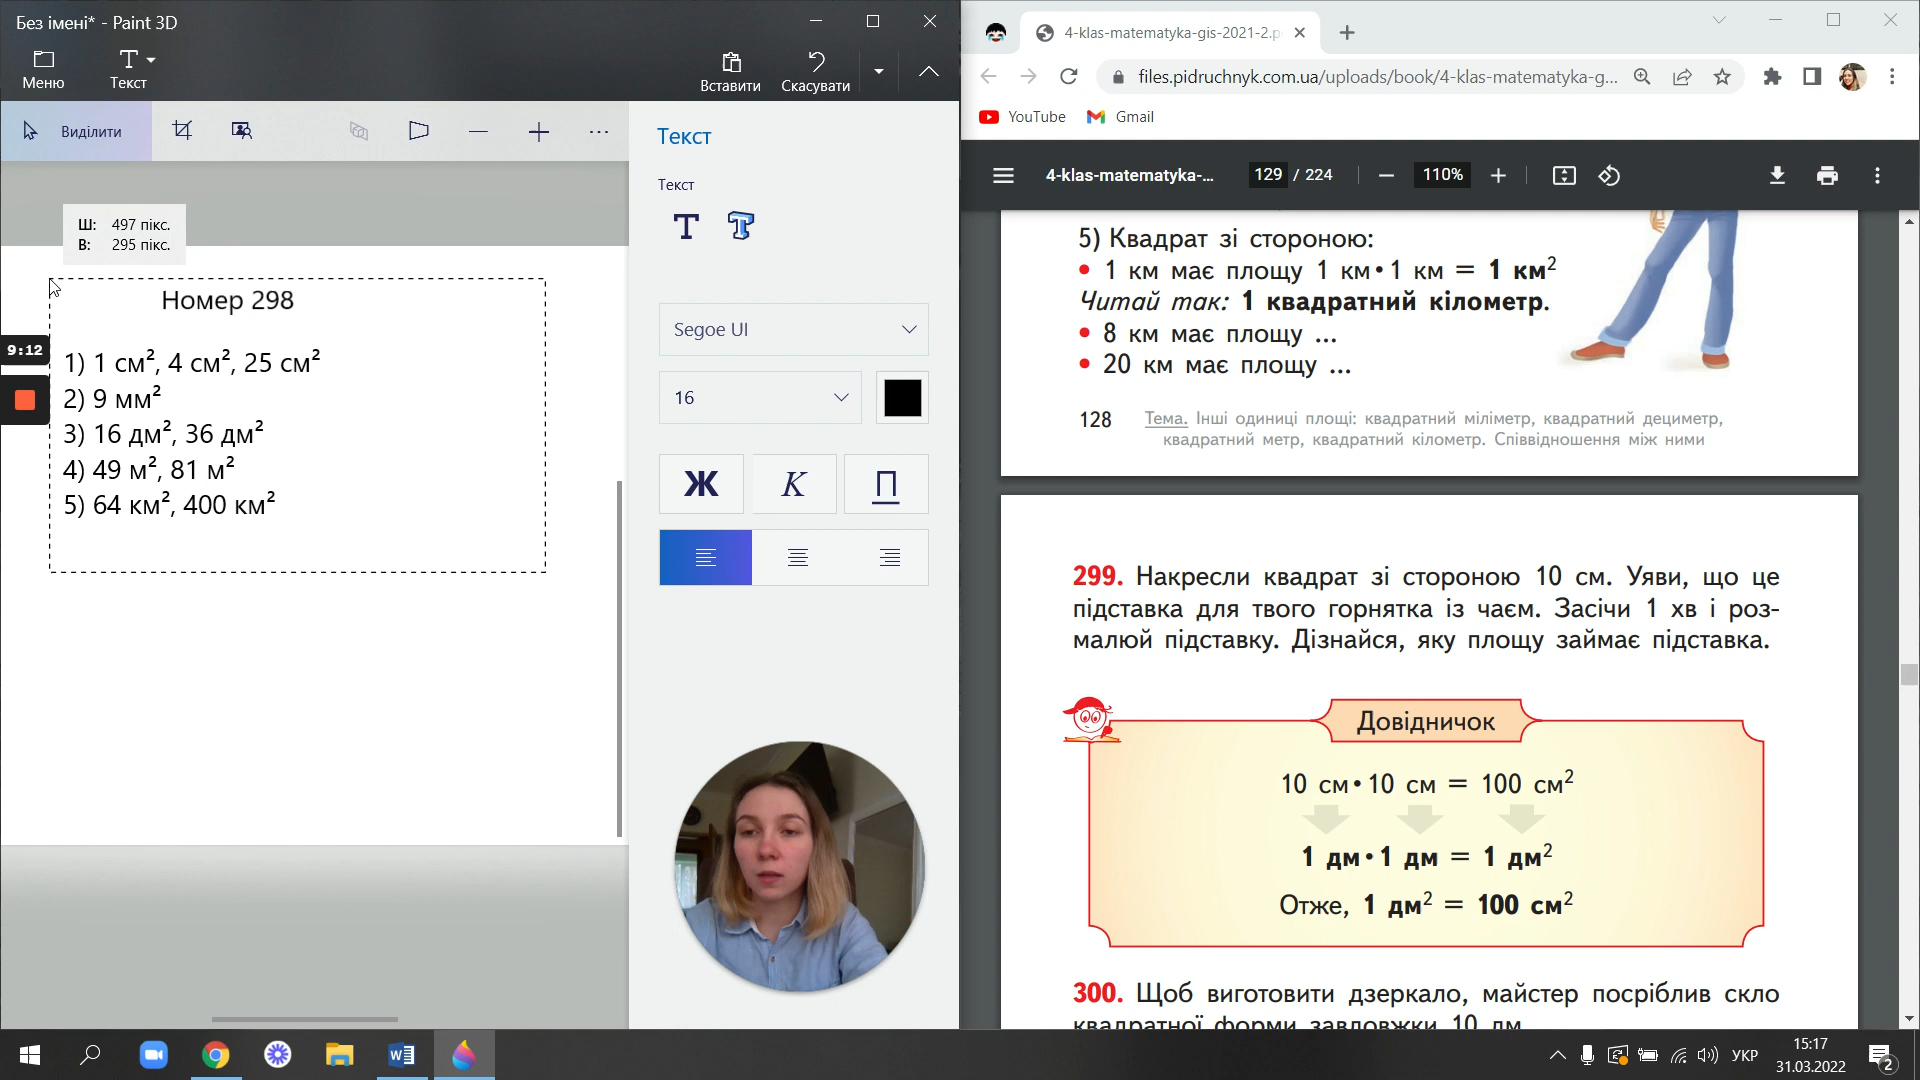 Без імені* - Paint 3D
Меню
Текст
Вставити
Скасувати
Виділити
Ш: 497 пікс.
В: 295 пікс.
Номер 298
1) 1 см², 4 см², 25 см²
2) 9 мм²
3) 16 дм², 36 дм²
4) 49 м², 81 м²
5) 64 км², 400 км²
9:12
Текст
Текст
Segoe UI
16
Ж
К
П
4-klas-matematyka-gis-2021-2.p
files.pidruchnyk.com.ua/uploads/book/4-klas-matematyka-g...
YouTube
Gmail
4-klas-matematyka-...
129 / 224
110%
5) Квадрат зі стороною:
• 1 км має площу 1 км • 1 км = 1 км²
Читай так: 1 квадратний кілометр.
• 8 км має площу ...
• 20 км має площу ...
128 Тема. Інші одиниці площі: квадратний міліметр, квадратний дециметр,
квадратний метр, квадратний кілометр. Співвідношення між ними
299. Накресли квадрат зі стороною 10 см. Уяви, що це
підставка для твого горнятка із чаєм. Засічи 1 хв і роз-
малюй підставку. Дізнайся, яку площу займає підставка.
Довідничок
10 см • 10 см = 100 см²
1 дм • 1 дм = 1 дм²
Отже, 1 дм² = 100 см²
300. Щоб виготовити дзеркало, майстер посріблив скло
квадратної форми завдовжки 10 дм
УКР
15:17
31.03.2022
2